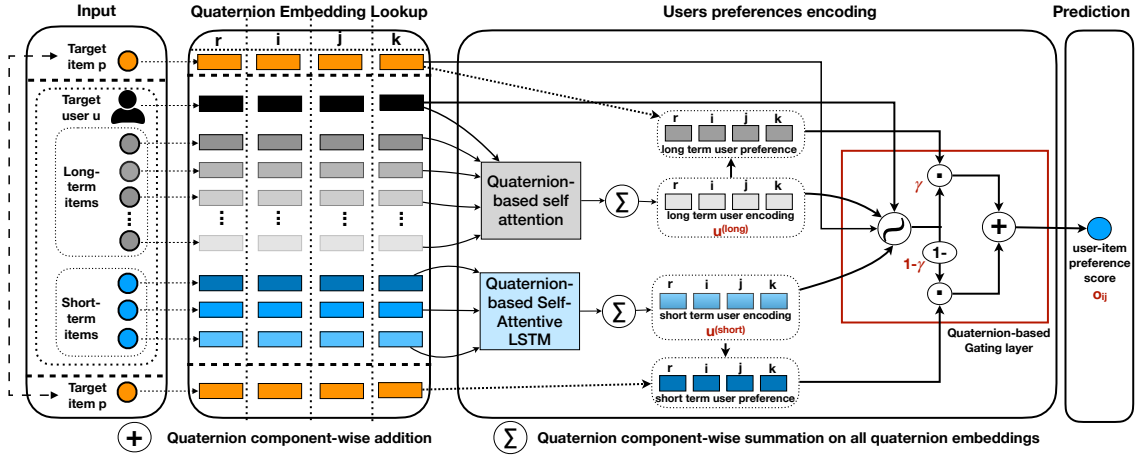 Input
Quaternion Embedding Lookup
Users preferences encoding
Prediction
r i j k
Target
item p
Target
user u
Long-
term
items
Short-
term
items
Target
item p
Quaternion-
based self
attention
Quaternion-
based Self-
Attentive
LSTM
Σ
Σ
r i j k
long term user preference
r i j k
long term user encoding
u(long)
r i j k
short term user encoding
u(short)
r i j k
short term user preference
γ
1-γ
1-
+
Quaternion-based
Gating layer
user-item
preference
score
oij
+ Quaternion component-wise addition
Σ Quaternion component-wise summation on all quaternion embeddings